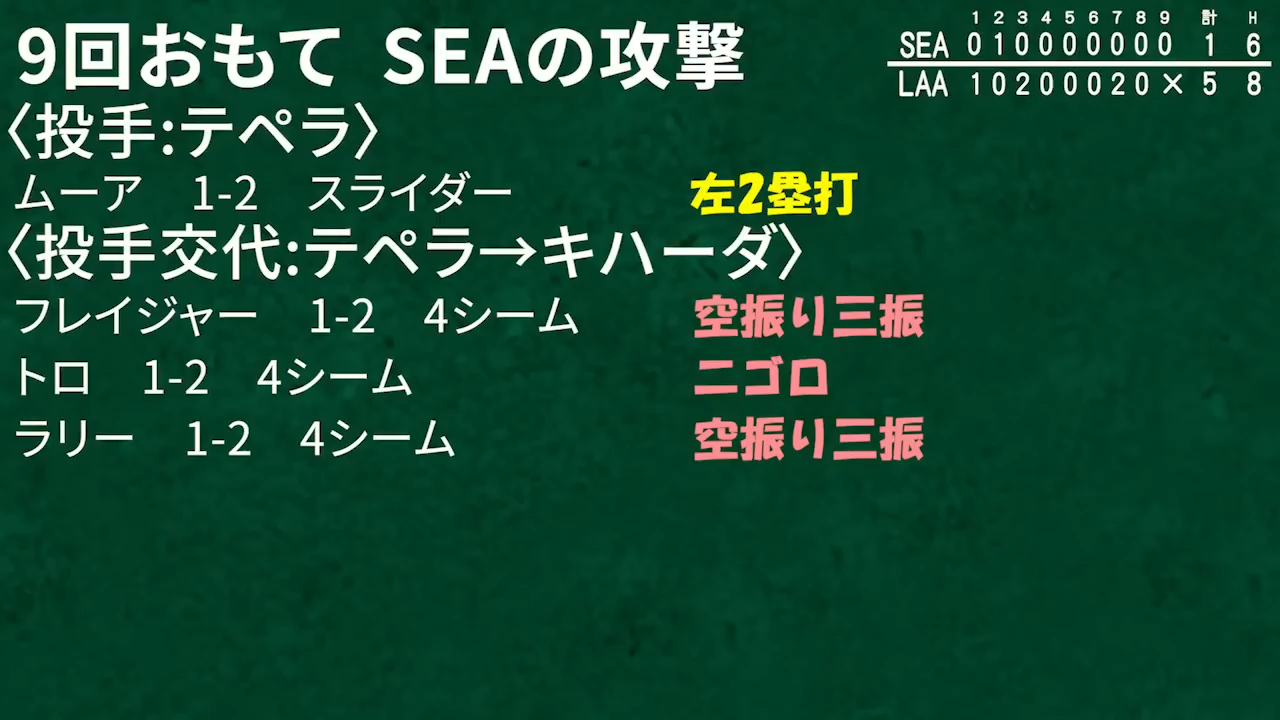 9回おもて SEAの攻撃
1 2 3 4 5 6 7 8 9 計 H
SEA 0 1 0 0 0 0 0 0 0 1 6
LAA 1 0 2 0 0 0 2 0 × 5 8
〈投手:テペラ〉
ムーア 1-2 スライダー 左2塁打
〈投手交代:テペラ→キハーダ〉
フレイジャー 1-2 4シーム 空振り三振
トロ 1-2 4シーム 二ゴロ
ラリー 1-2 4シーム 空振り三振